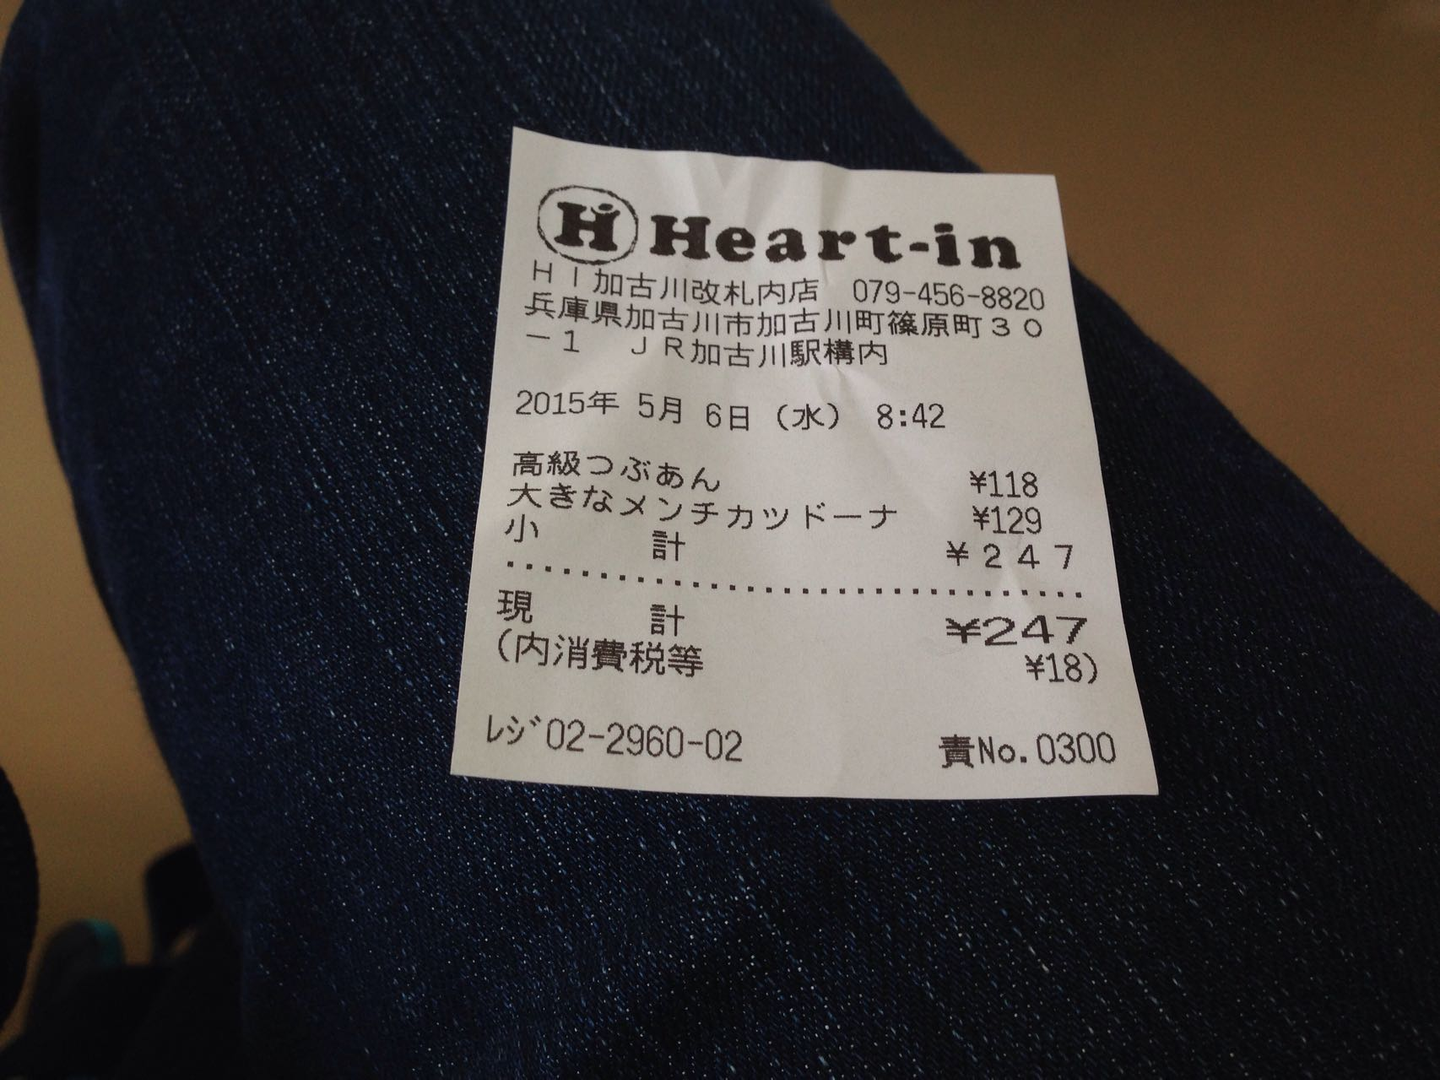 Hi Heart-in
HI加古川改札内店 079-456-8820
兵庫県加古川市加古川町篠原町30
-1 JR加古川駅構内
2015年 5月 6日 (水) 8:42
高級つぶあん ¥118
大きなメンチカツドーナ ¥129
小 計 ¥247
現 計 ¥247
(内消費税等 ¥18)
レジ02-2960-02 責No.0300